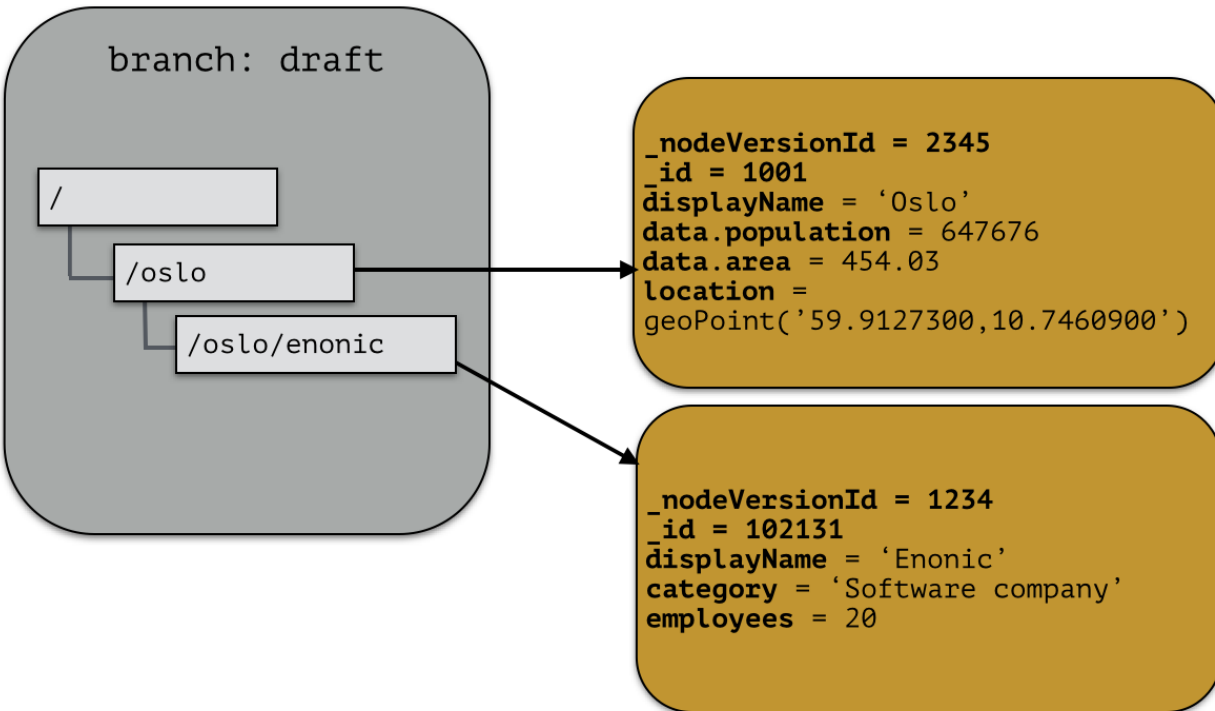 branch: draft
/
/oslo
/oslo/enonic
_nodeVersionId = 2345
_id = 1001
displayName = ‘Oslo’
data.population = 647676
data.area = 454.03
location =
geoPoint(’59.9127300,10.7460900’)
_nodeVersionId = 1234
_id = 102131
displayName = ‘Enonic’
category = ‘Software company’
employees = 20